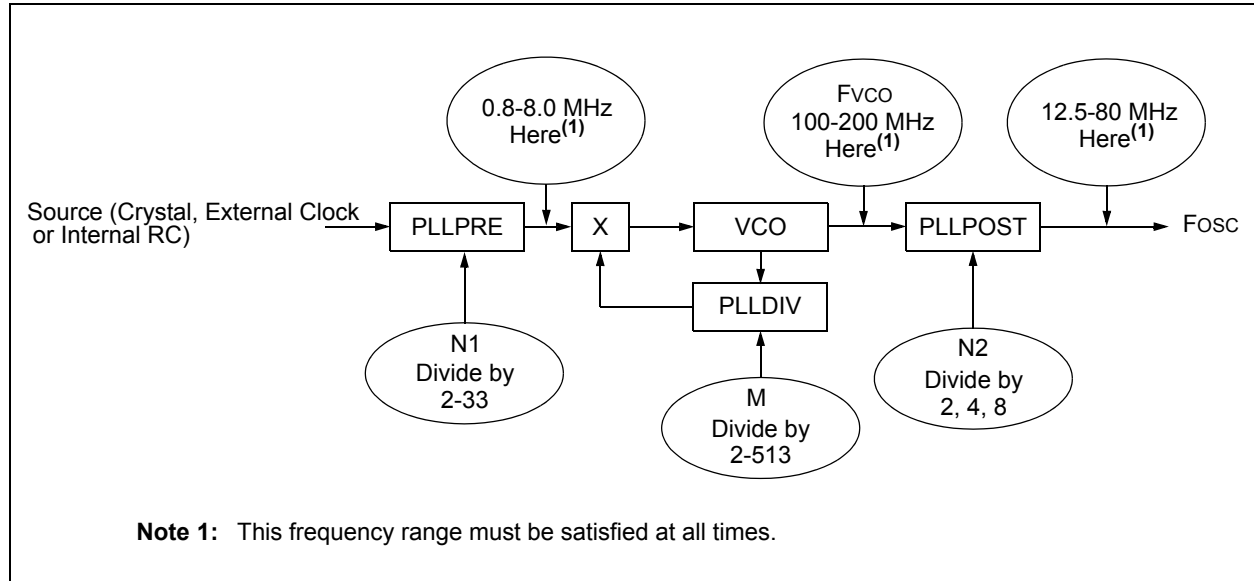 0.8-8.0 MHz
Here(1)
FVCO
100-200 MHz
Here(1)
12.5-80 MHz
Here(1)
Source (Crystal, External Clock
or Internal RC)
PLLPRE
X
VCO
PLLPOST
FOSC
PLLDIV
N1
Divide by
2-33
M
Divide by
2-513
N2
Divide by
2, 4, 8
Note 1: This frequency range must be satisfied at all times.